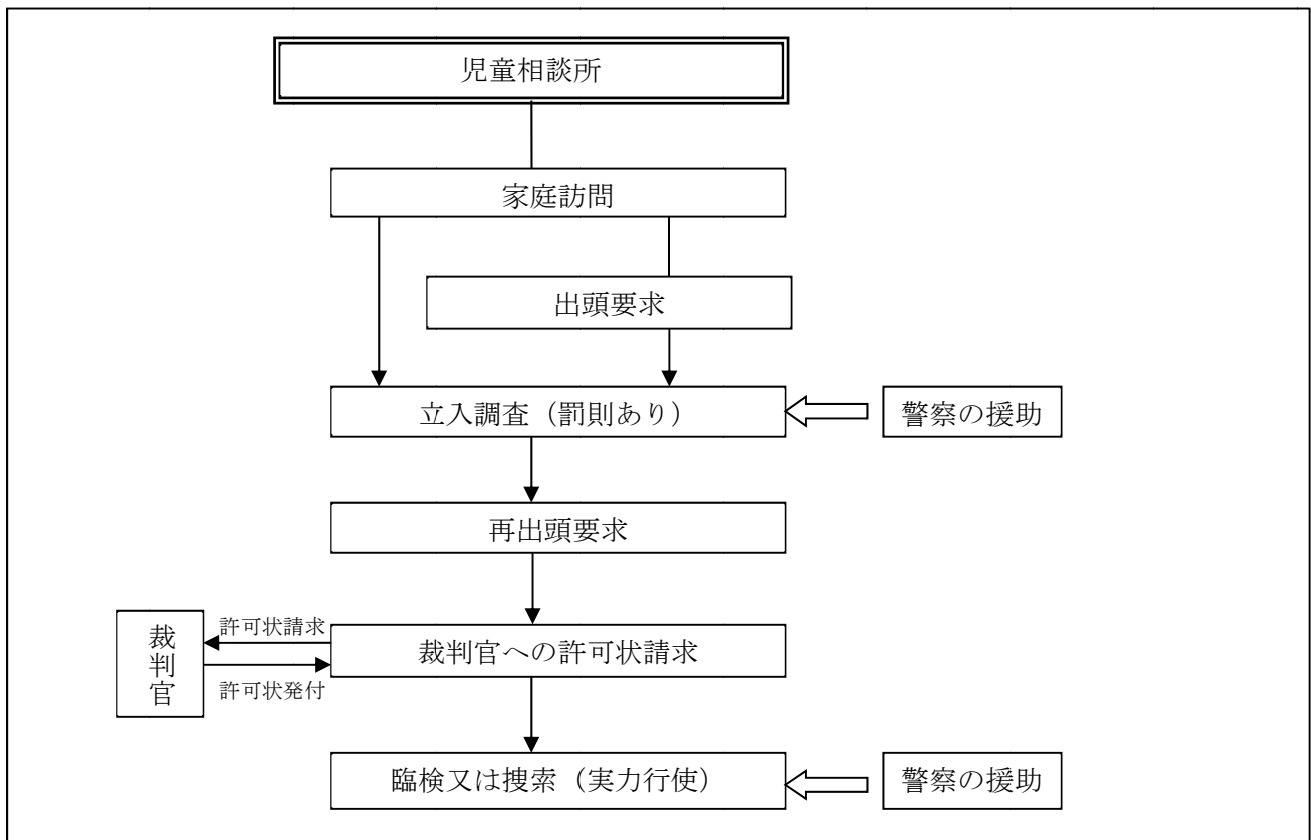 児童相談所
家庭訪問
出頭要求
立入調査（罰則あり）
警察の援助
再出頭要求
裁判官
許可状請求
許可状発付
裁判官への許可状請求
臨検又は捜索（実力行使）
警察の援助